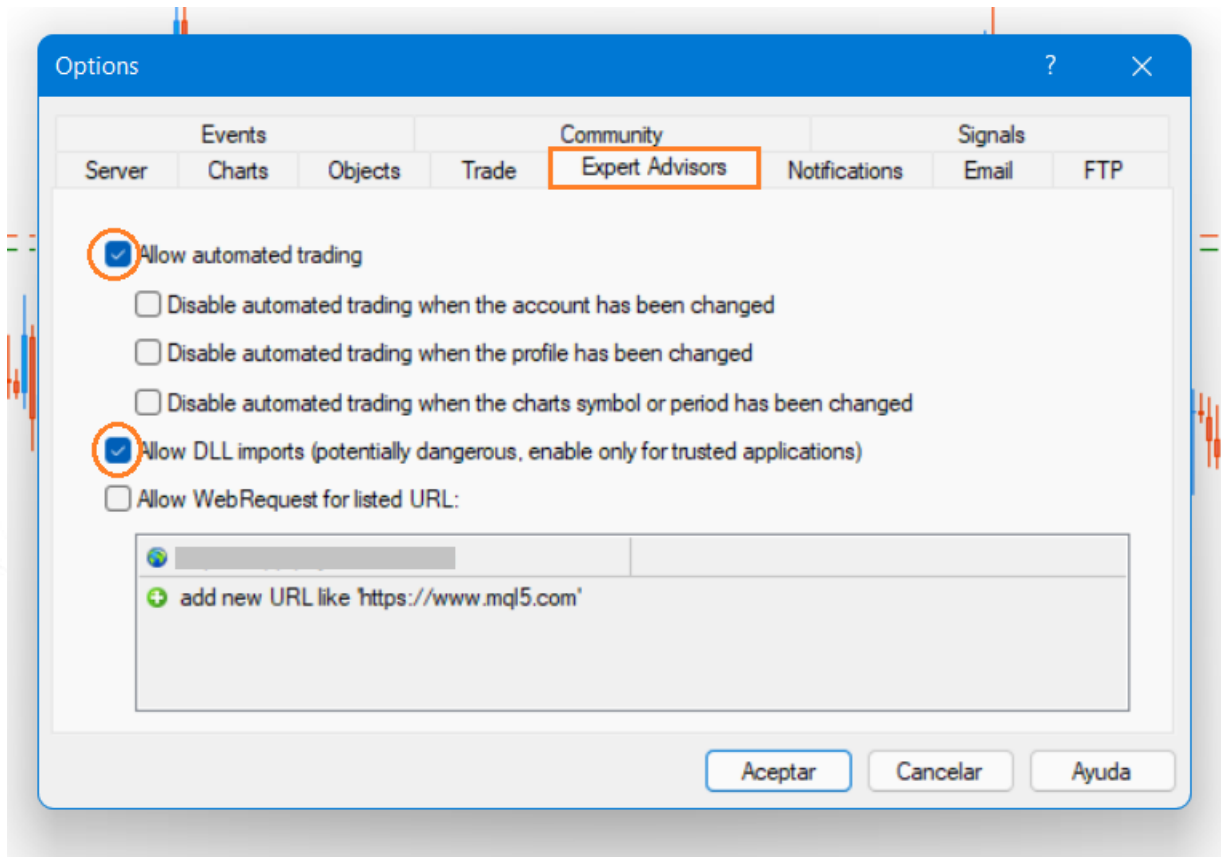 Options
?
Events Community Signals
Server Charts Objects Trade Expert Advisors Notifications Email FTP
Allow automated trading
Disable automated trading when the account has been changed
Disable automated trading when the profile has been changed
Disable automated trading when the charts symbol or period has been changed
Allow DLL imports (potentially dangerous, enable only for trusted applications)
Allow WebRequest for listed URL:
add new URL like 'https://www.mql5.com'
Aceptar Cancelar Ayuda